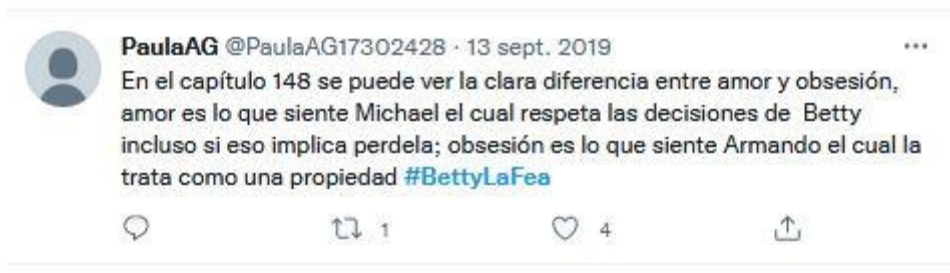 PaulaAG @PaulaAG17302428 · 13 sept. 2019
En el capítulo 148 se puede ver la clara diferencia entre amor y obsesión,
amor es lo que siente Michael el cual respeta las decisiones de Betty
incluso si eso implica perdela; obsesión es lo que siente Armando el cual la
trata como una propiedad #BettyLaFea
1 4